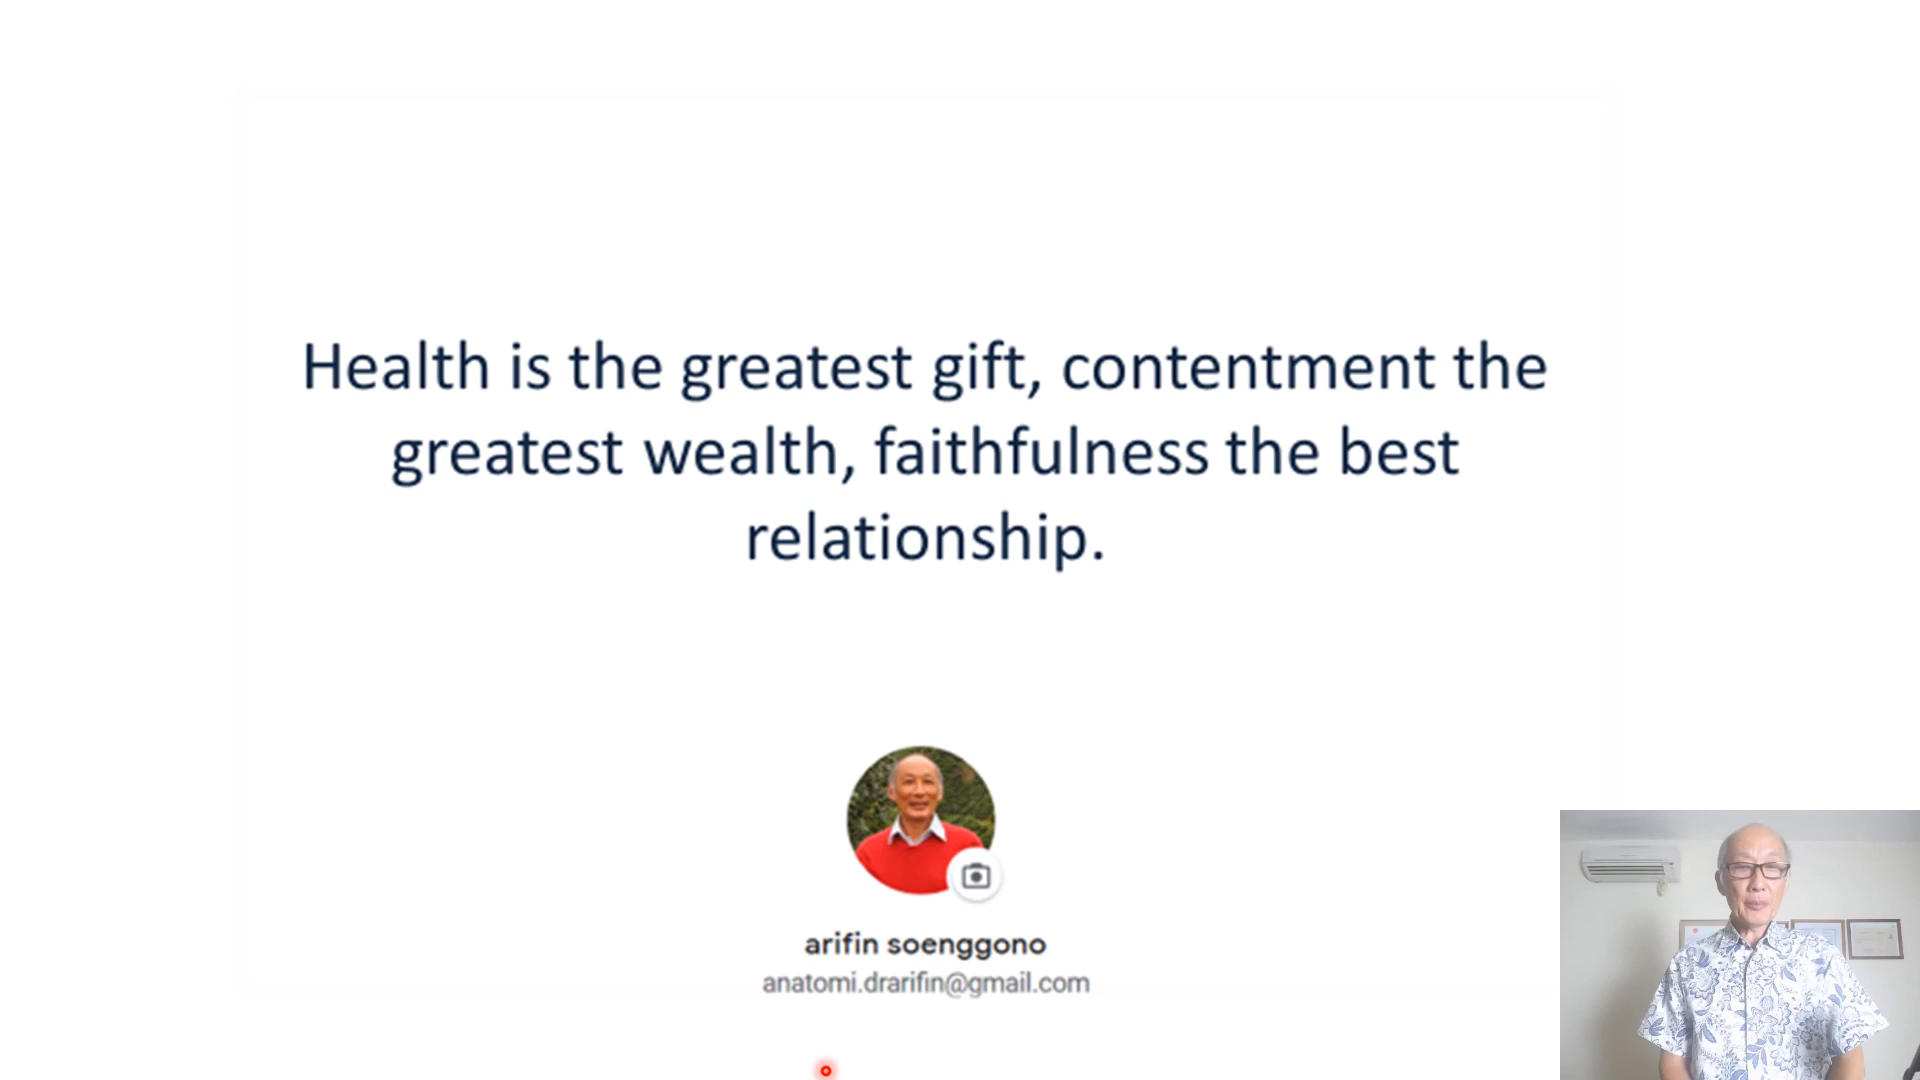 Health is the greatest gift, contentment the
greatest wealth, faithfulness the best
relationship.
arifin soenggono
anatomi.drarifin@gmail.com